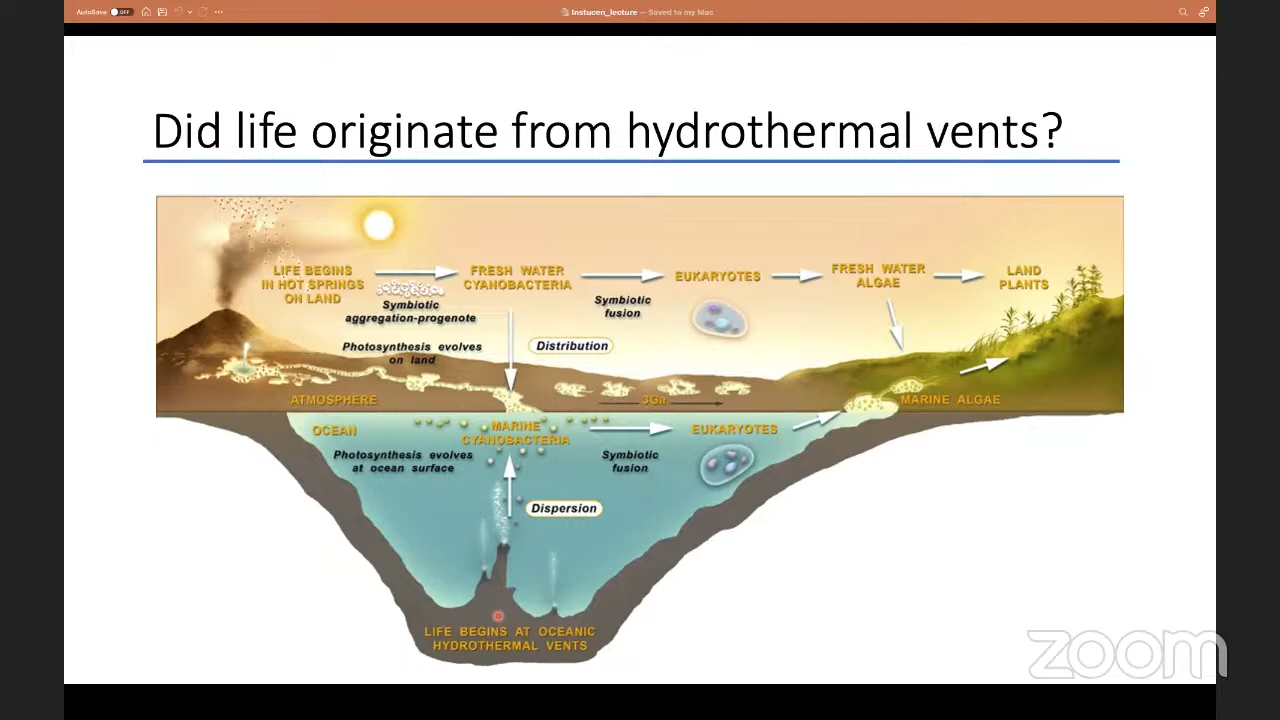 AutoSave OFF
Instucen_lecture — Saved to my Mac
Did life originate from hydrothermal vents?
LIFE BEGINS
IN HOT SPRINGS
ON LAND
FRESH WATER
CYANOBACTERIA
EUKARYOTES
FRESH WATER
ALGAE
LAND
PLANTS
Symbiotic
aggregation-progenote
Symbiotic
fusion
Photosynthesis evolves
on land
Distribution
ATMOSPHERE
3Ga
MARINE ALGAE
OCEAN
MARINE
CYANOBACTERIA
EUKARYOTES
Photosynthesis evolves
at ocean surface
Symbiotic
fusion
Dispersion
LIFE BEGINS AT OCEANIC
HYDROTHERMAL VENTS
zoom